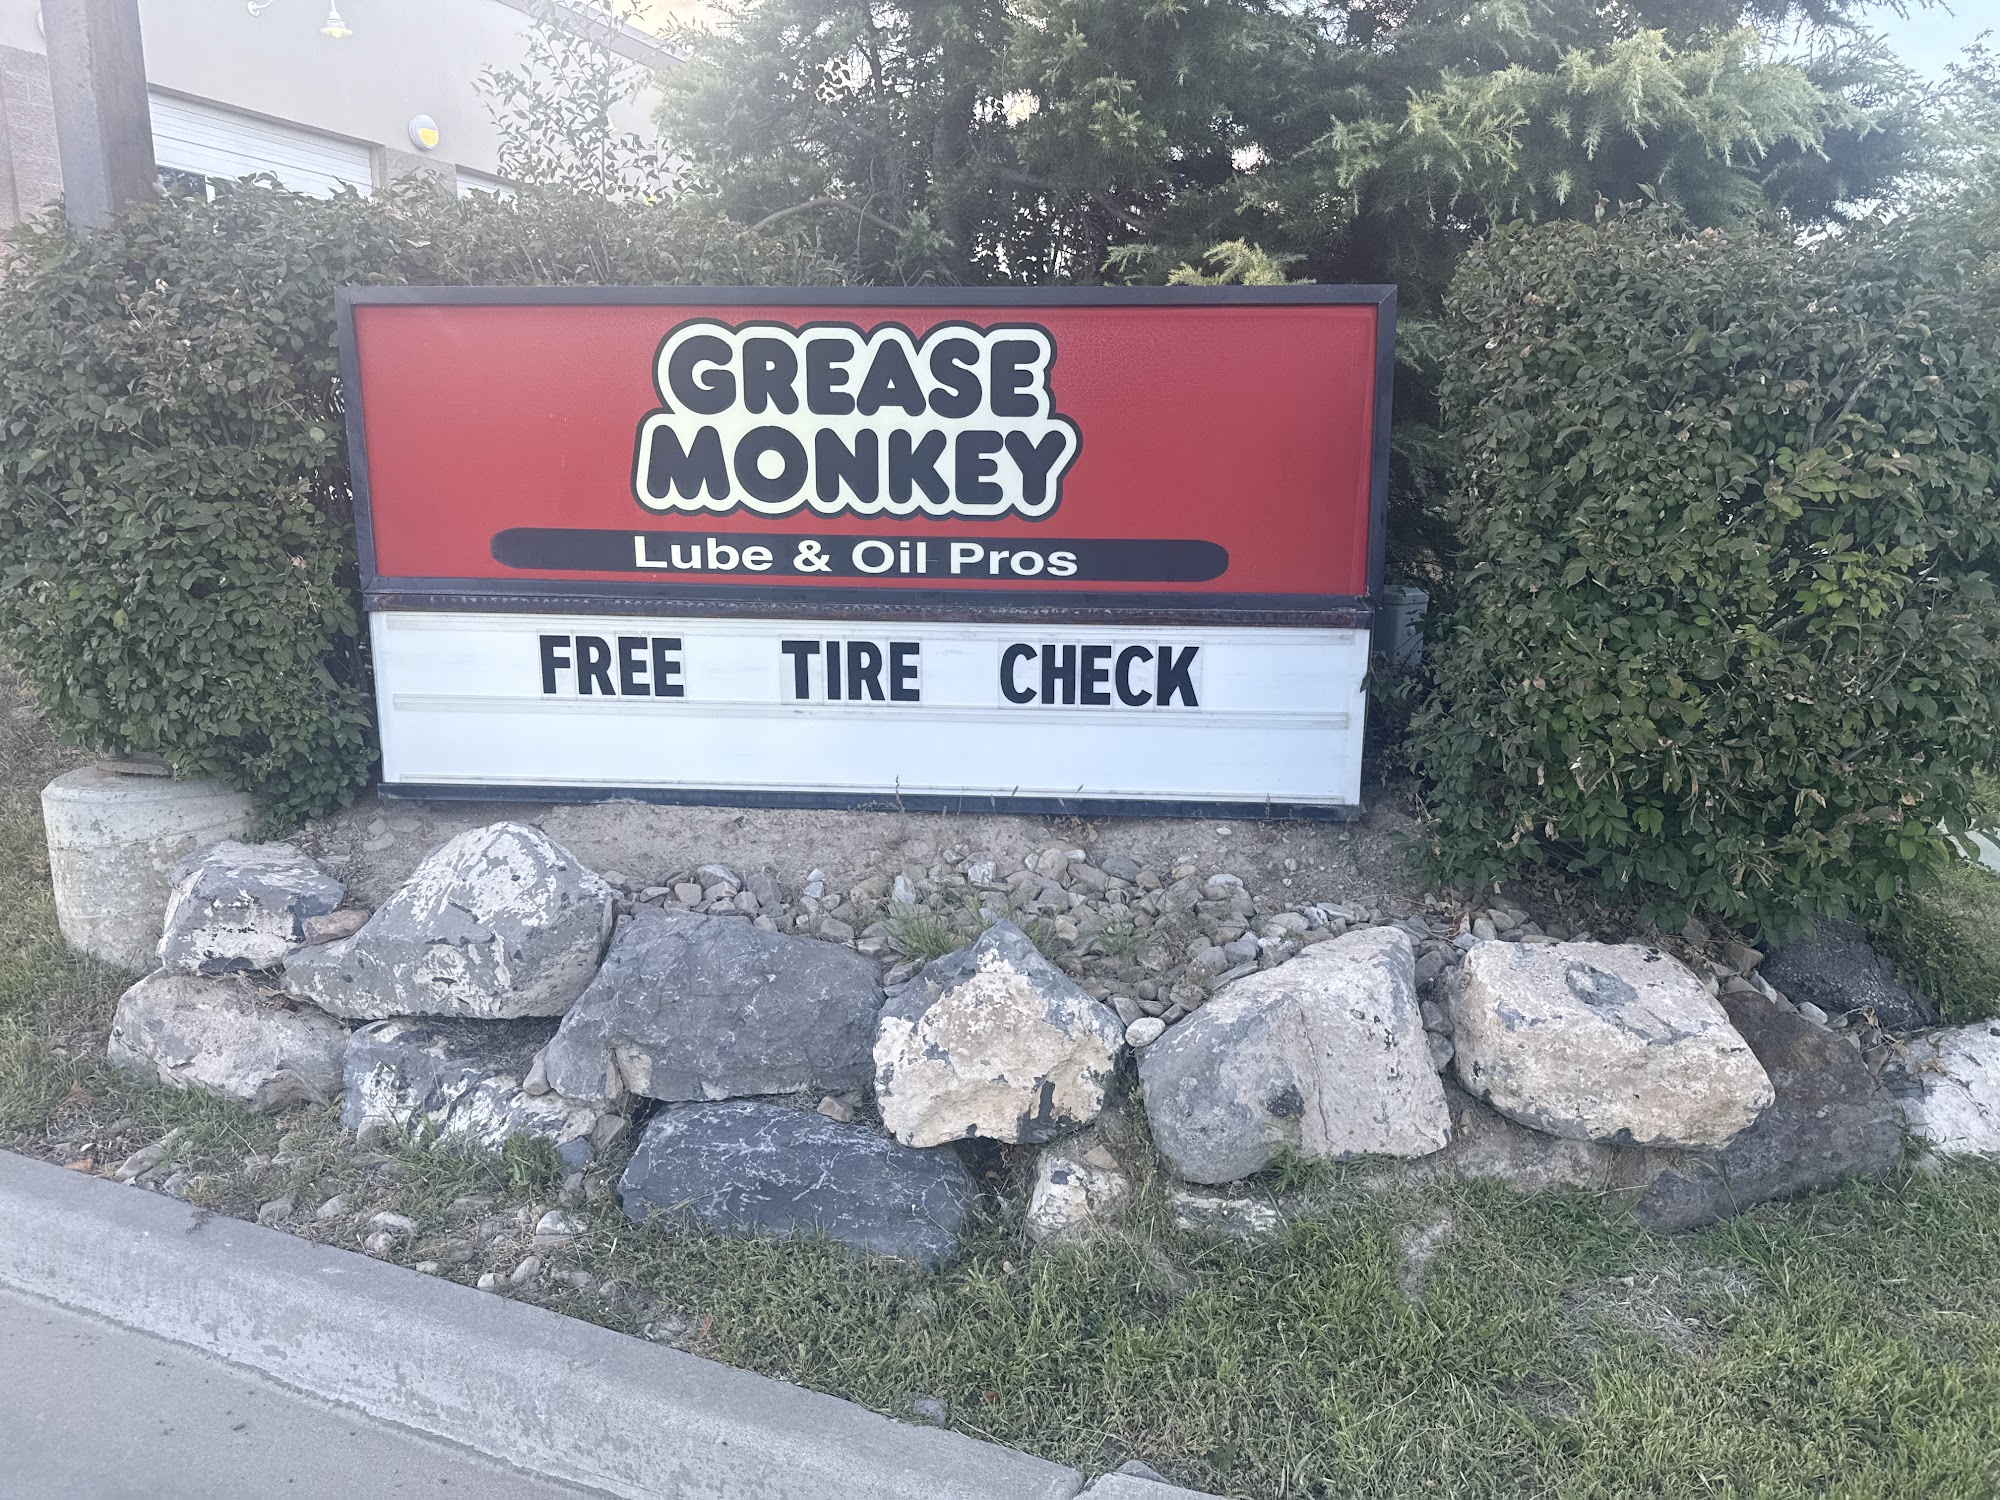 GREASE
MONKEY
Lube & Oil Pros
FREE TIRE CHECK